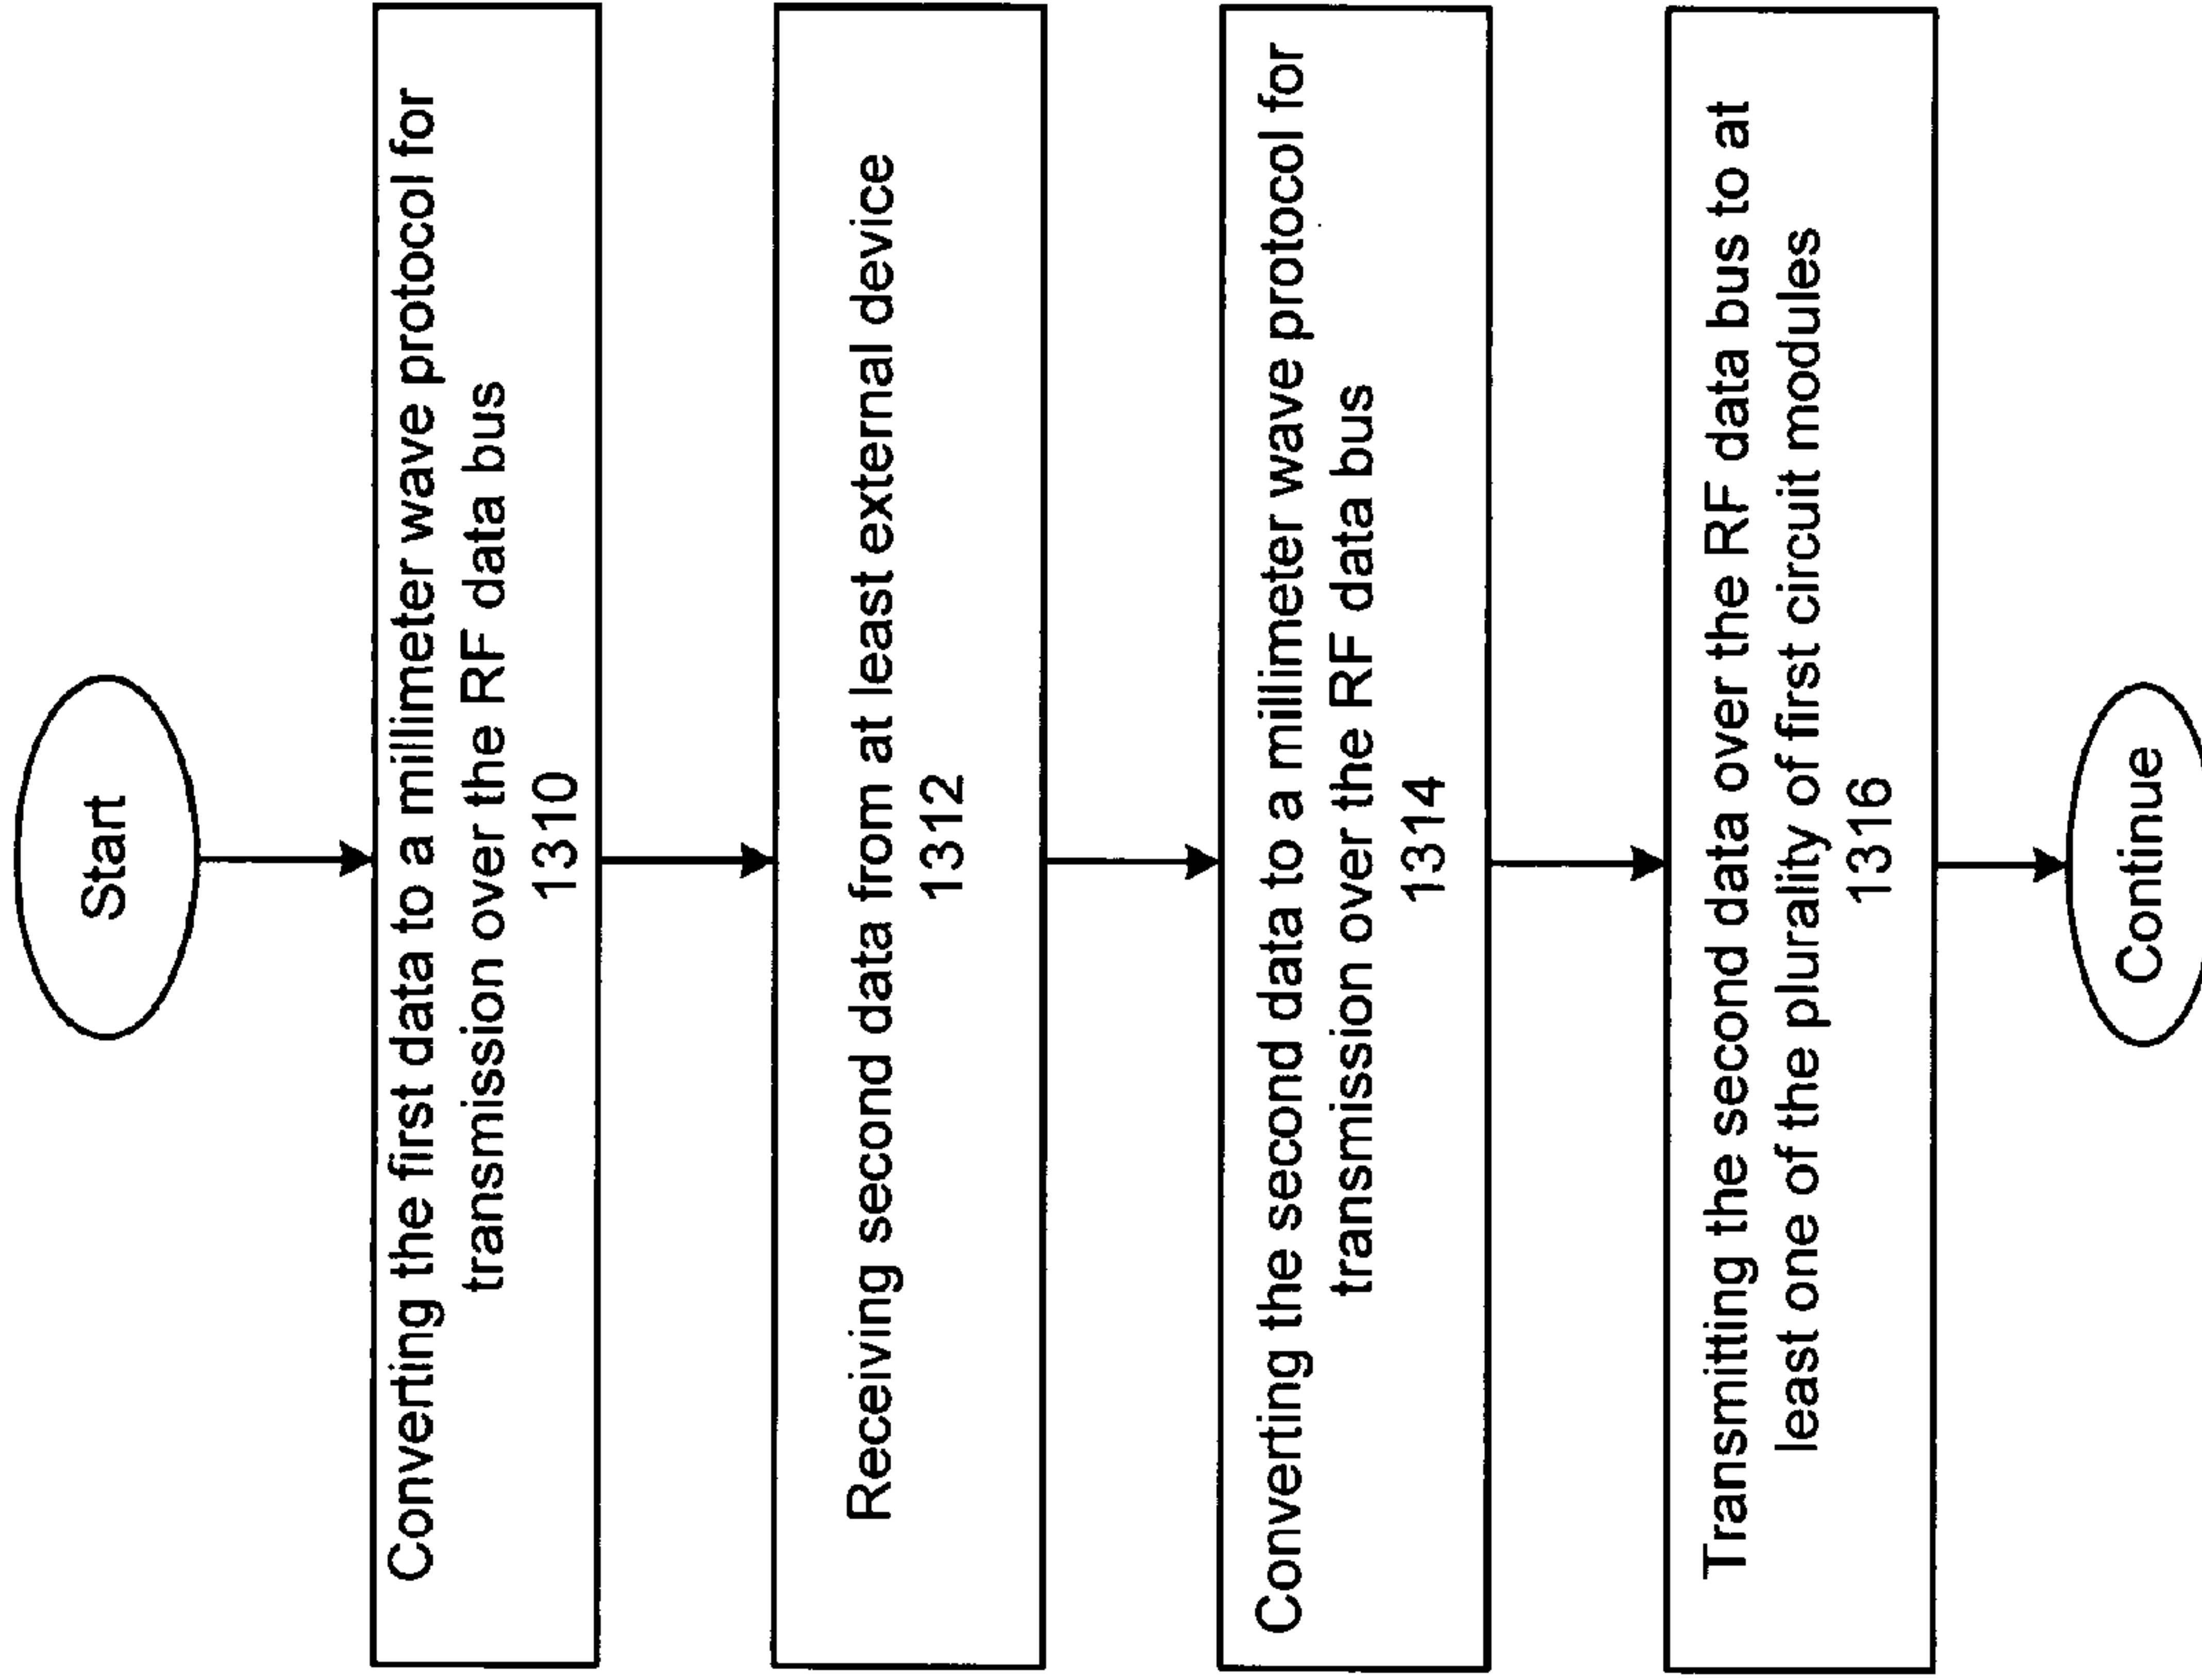 Start
Converting the first data to a millimeter wave protocol for
transmission over the RF data bus
1310
Receiving second data from at least external device
1312
Converting the second data to a millimeter wave protocol for
transmission over the RF data bus
1314
Transmitting the second data over the RF data bus to at
least one of the plurality of first circuit modules
1316
Continue